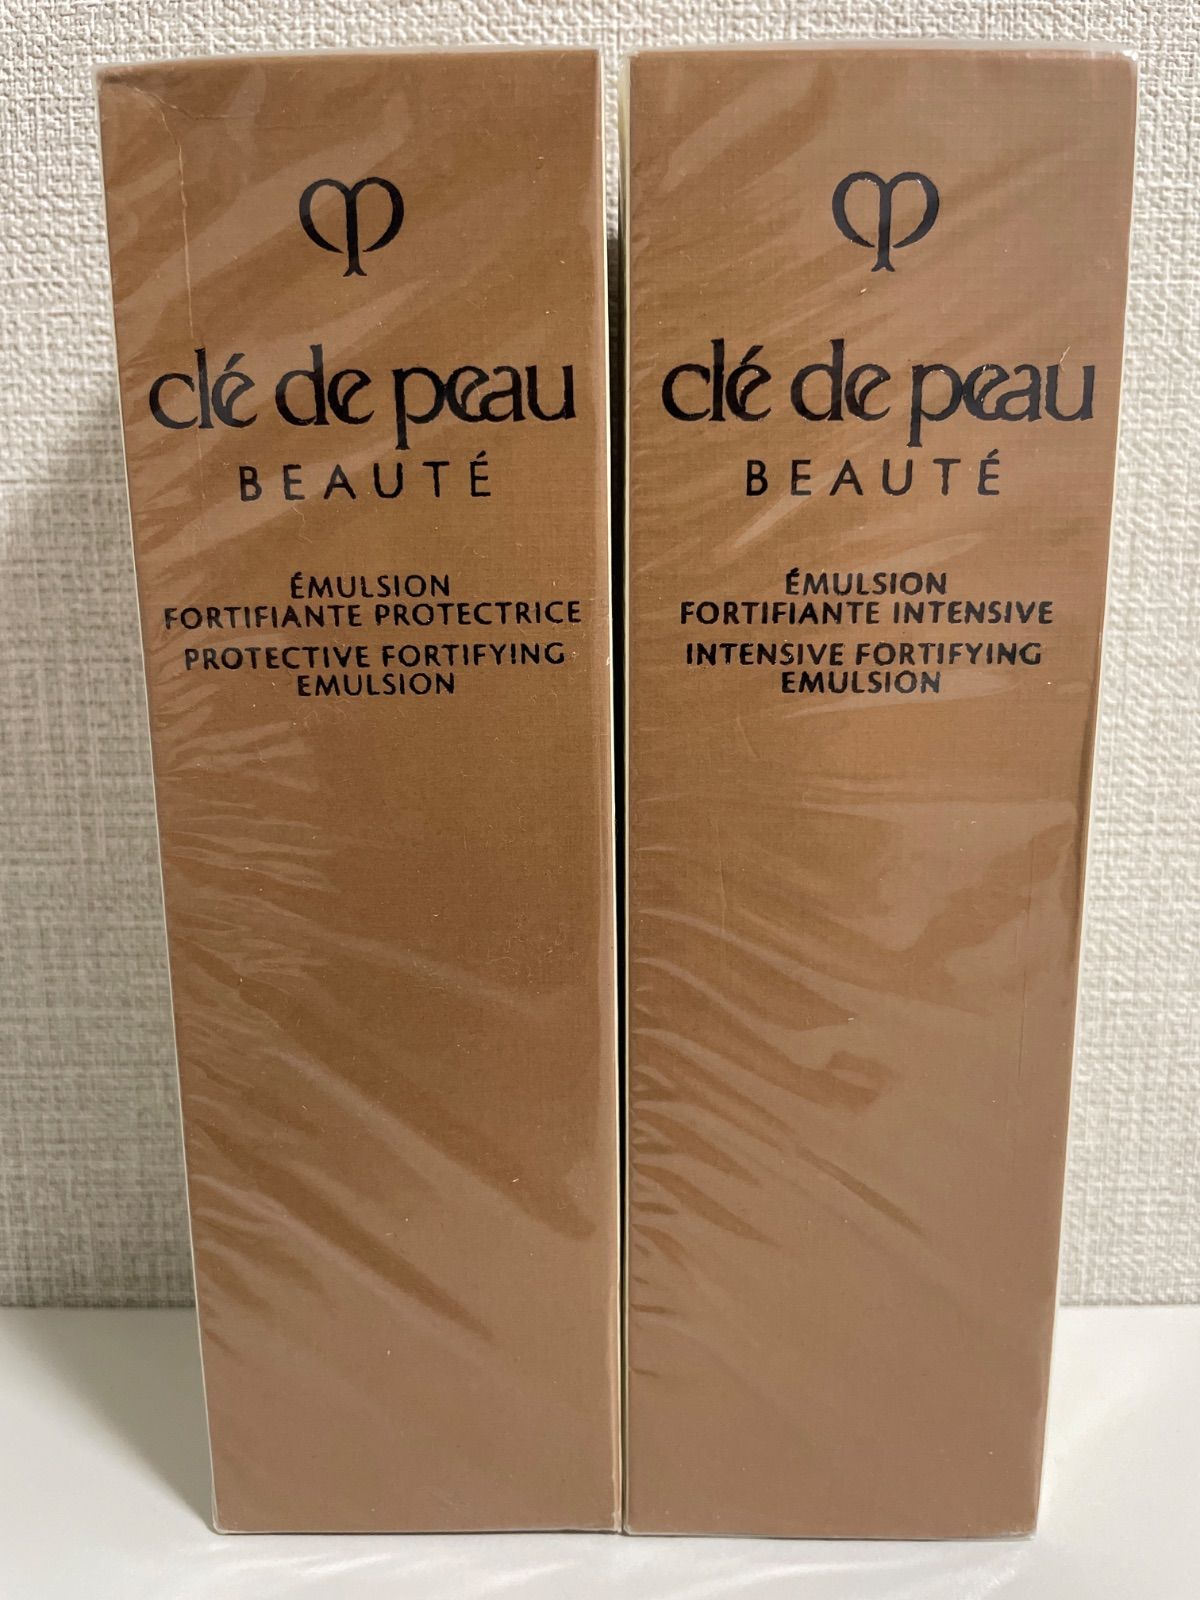 clé de peau
BEAUTÉ
ÉMULSION
FORTIFIANTE PROTECTRICE
PROTECTIVE FORTIFYING
EMULSION
clé de peau
BEAUTÉ
ÉMULSION
FORTIFIANTE INTENSIVE
INTENSIVE FORTIFYING
EMULSION